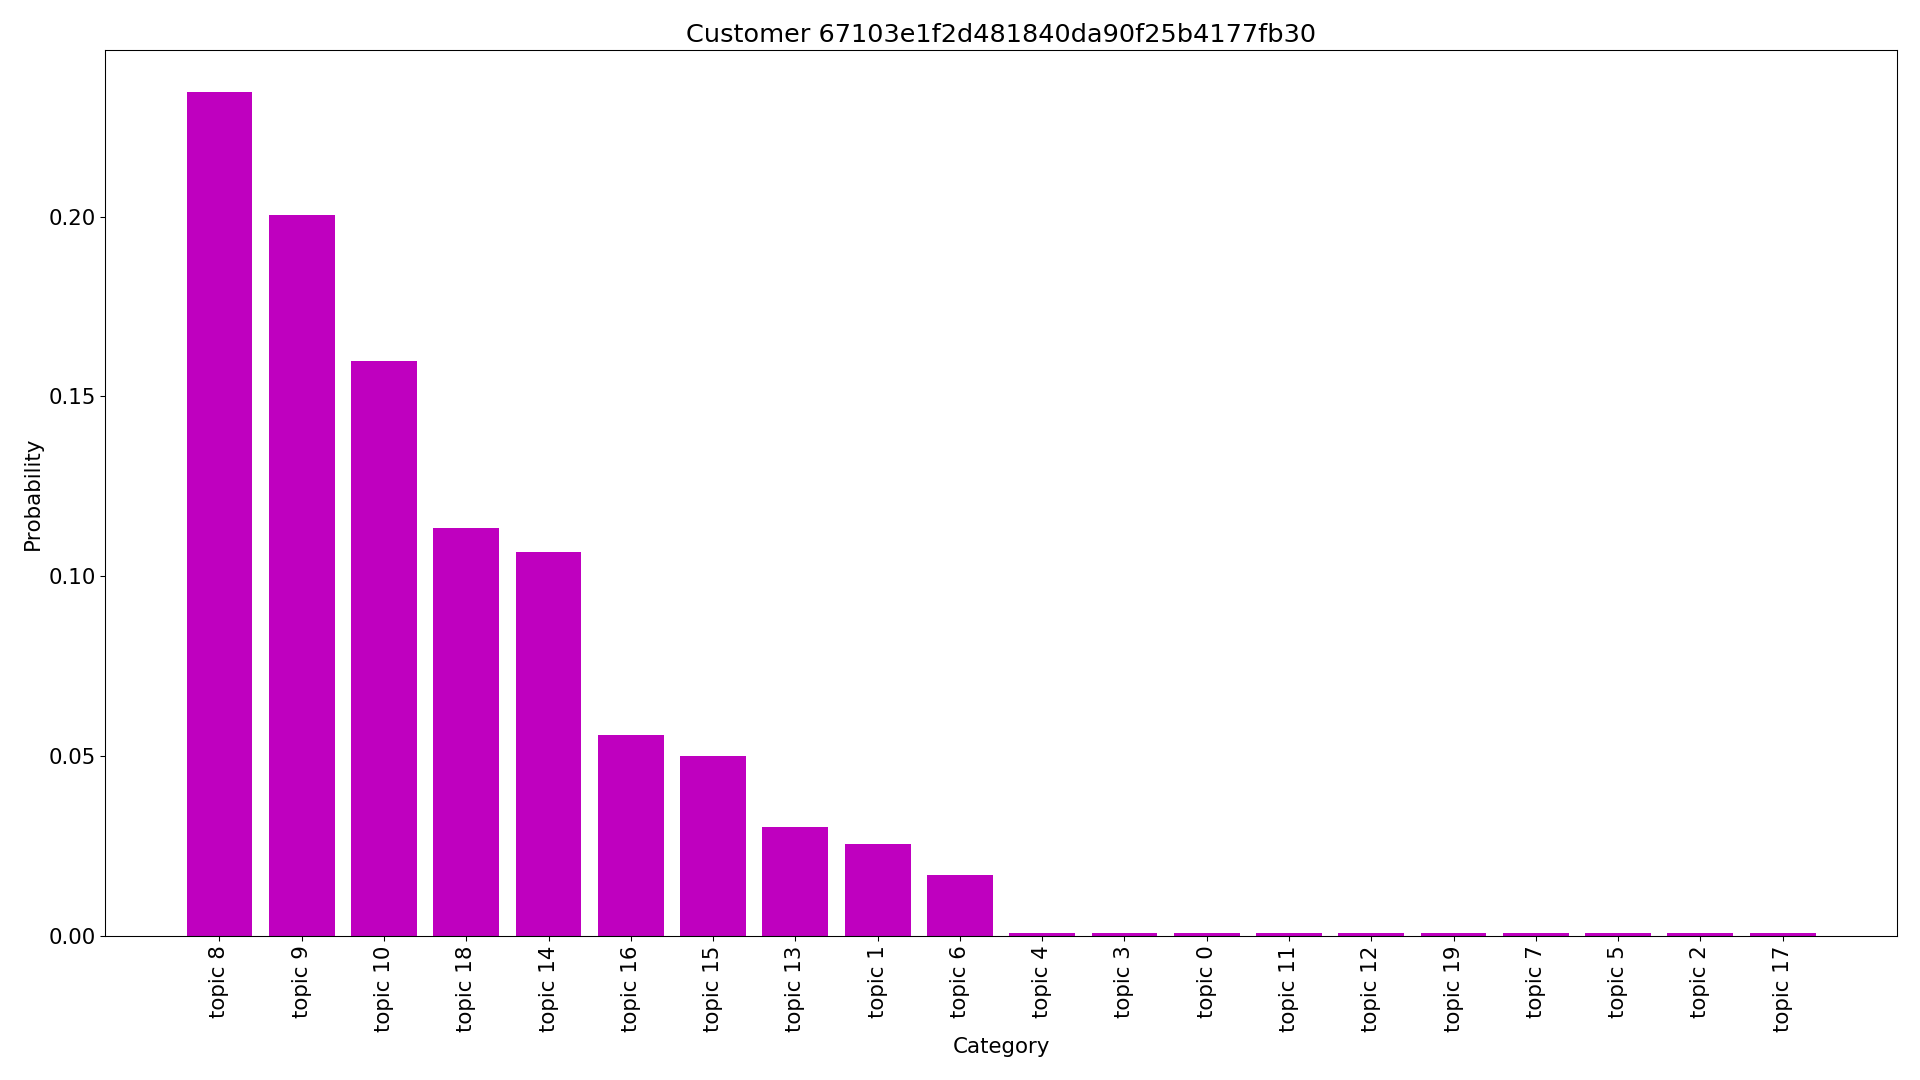 Customer 67103e1f2d481840da90f25b4177fb30
Probability
0.20
0.15
0.10
0.05
0.00
topic 8
topic 9
topic 10
topic 18
topic 14
topic 16
topic 15
topic 13
topic 1
topic 6
topic 4
topic 3
topic 0
topic 11
topic 12
topic 19
topic 7
topic 5
topic 2
topic 17
Category